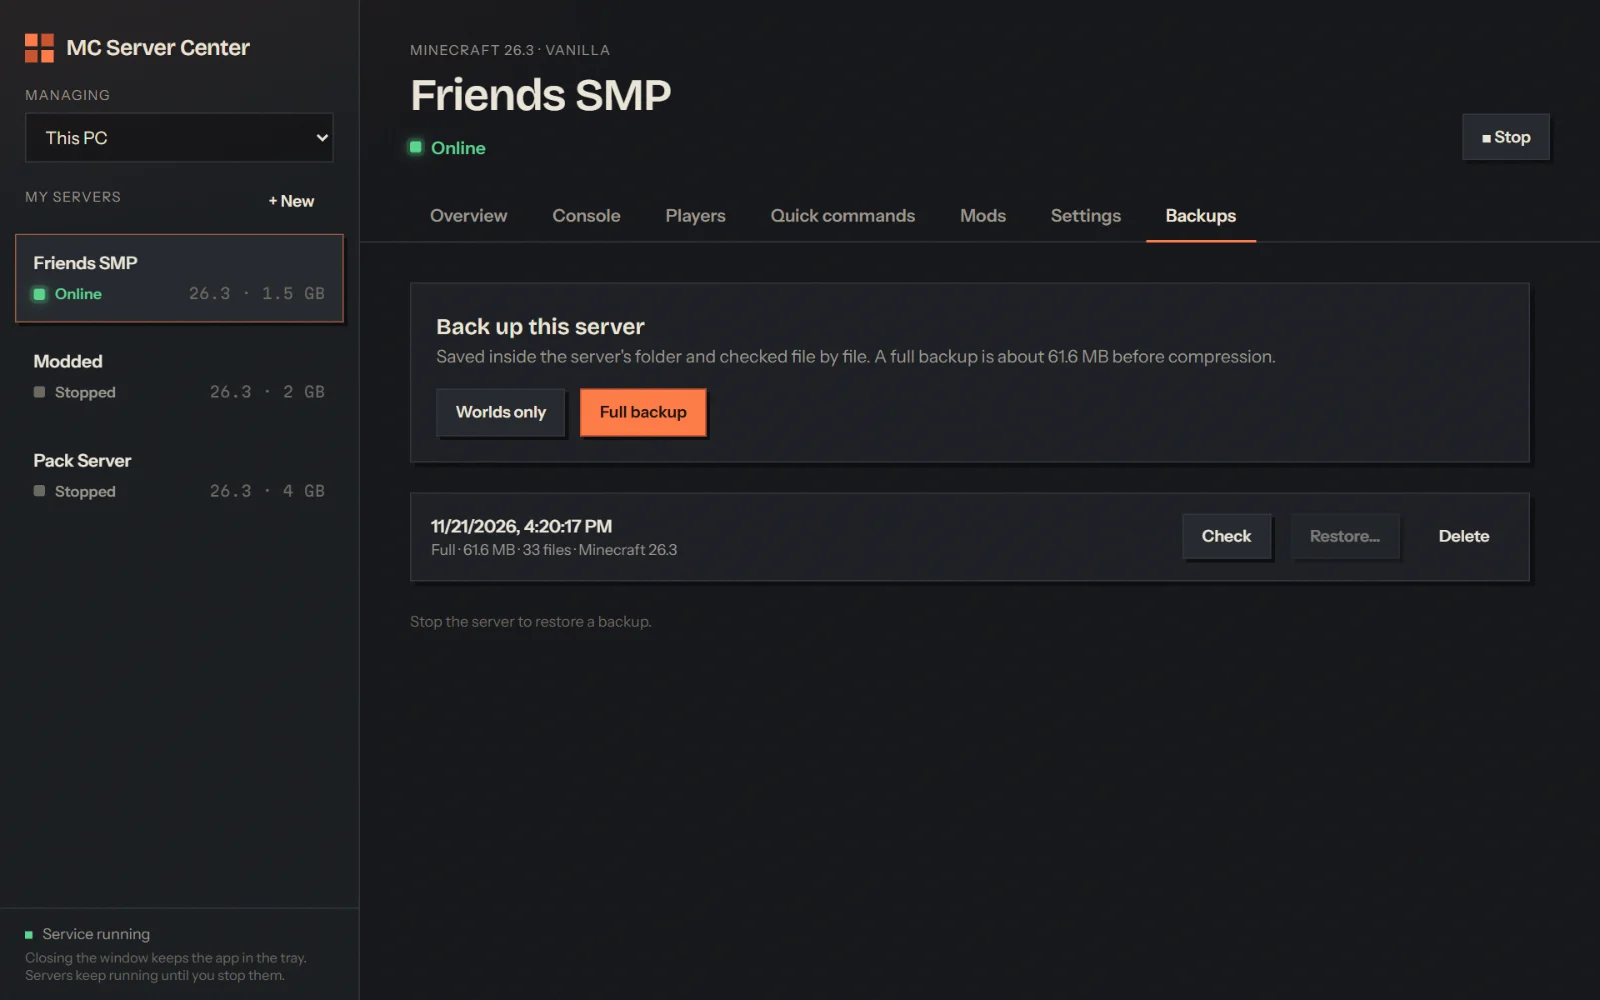 MC Server Center
MANAGING
This PC
MY SERVERS
+ New
Friends SMP
Online
26.3 · 1.5 GB
Modded
Stopped
26.3 · 2 GB
Pack Server
Stopped
26.3 · 4 GB
Service running
Closing the window keeps the app in the tray.
Servers keep running until you stop them.
MINECRAFT 26.3 · VANILLA
Friends SMP
Online
Stop
Overview
Console
Players
Quick commands
Mods
Settings
Backups
Back up this server
Saved inside the server's folder and checked file by file. A full backup is about 61.6 MB before compression.
Worlds only
Full backup
11/21/2026, 4:20:17 PM
Full · 61.6 MB · 33 files · Minecraft 26.3
Check
Restore...
Delete
Stop the server to restore a backup.